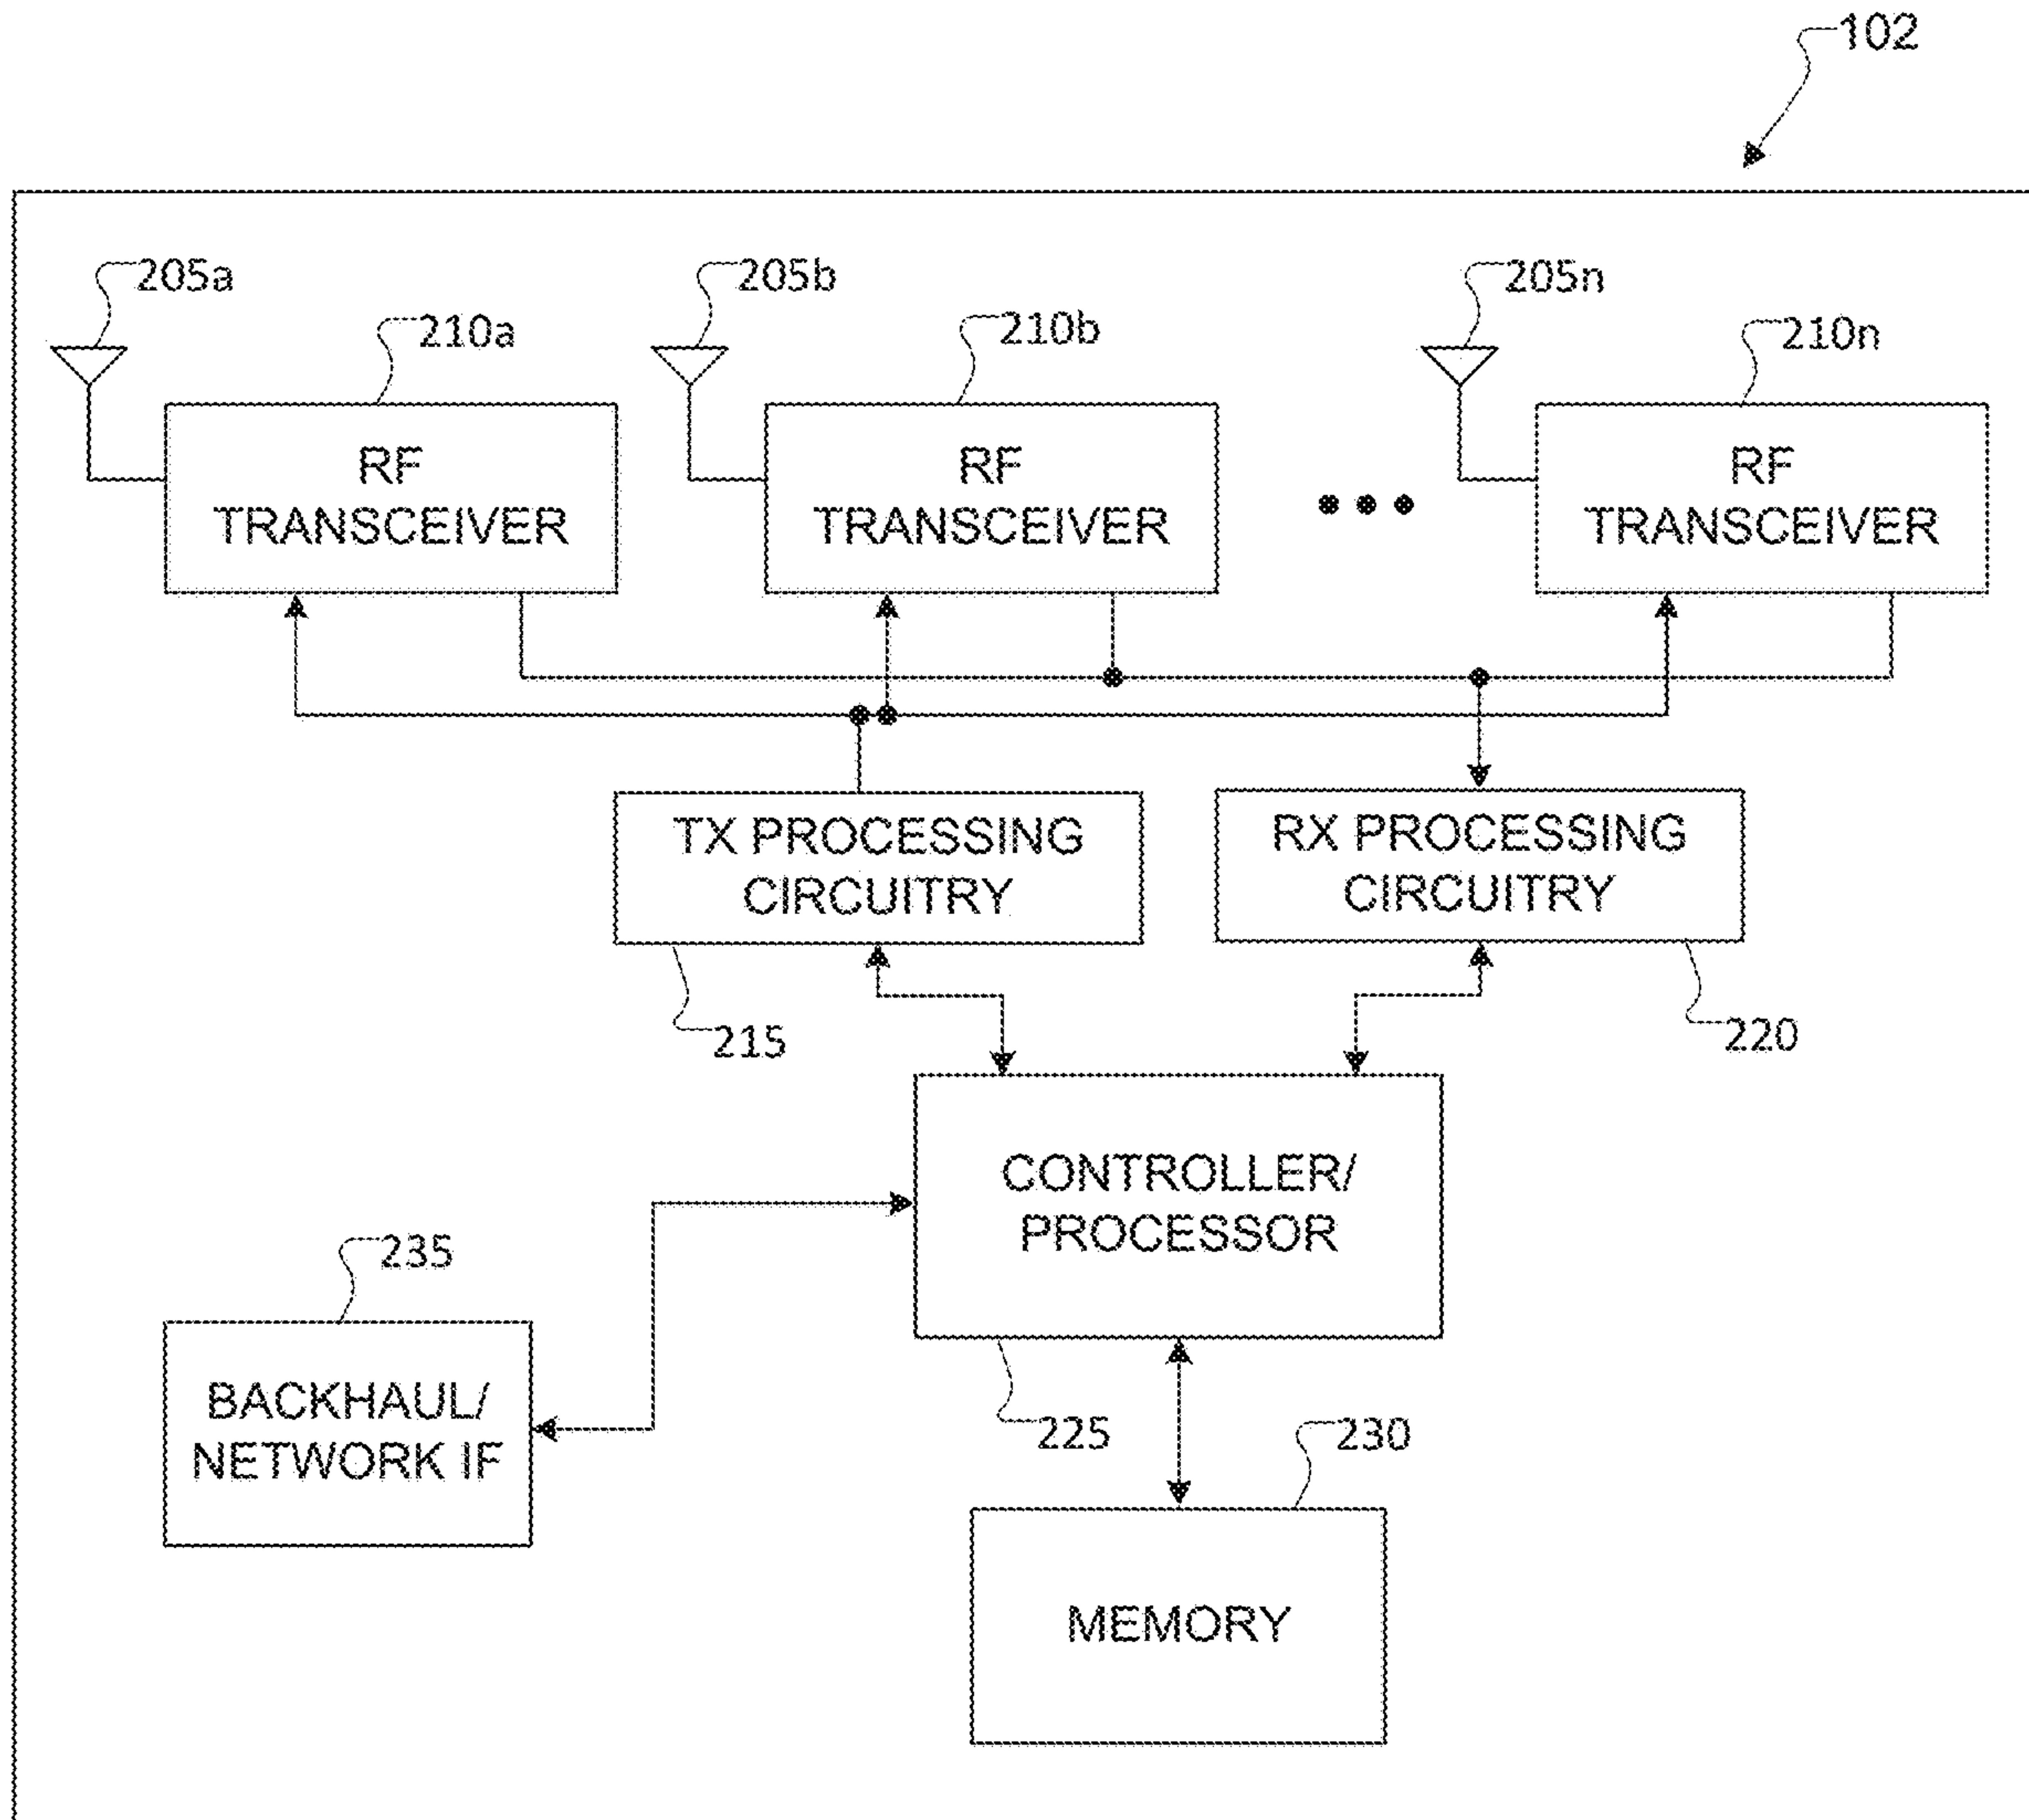 102
205a
205b
205n
210a
210b
210n
RF
TRANSCEIVER
RF
TRANSCEIVER
RF
TRANSCEIVER
TX PROCESSING
CIRCUITRY
RX PROCESSING
CIRCUITRY
215
220
CONTROLLER/
PROCESSOR
235
BACKHAUL/
NETWORK IF
225
230
MEMORY